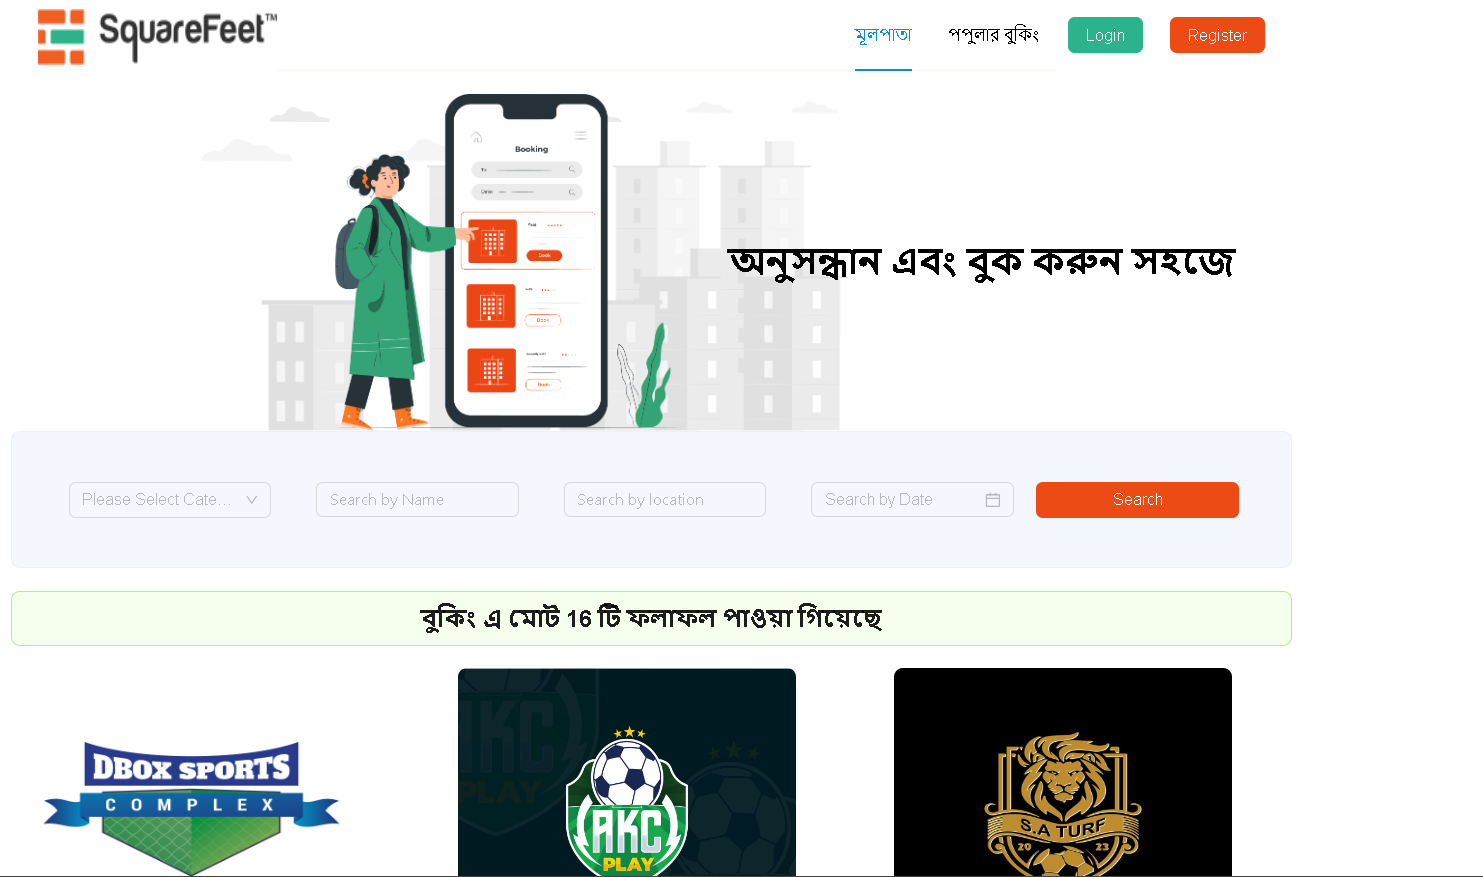 SquareFeet™
মূলপাতা
পপুলার বুকিং
Login
Register
Booking
To
Date
Book
Book
Book
অনুসন্ধান এবং বুক করুন সহজে
Please Select Cate...
Search by Name
Search by location
Search by Date
Search
বুকিং এ মোট 16 টি ফলাফল পাওয়া গিয়েছে
DBOX SPORTS
COMPLEX
AKC
PLAY
AKC
PLAY
S.A TURF
20 23